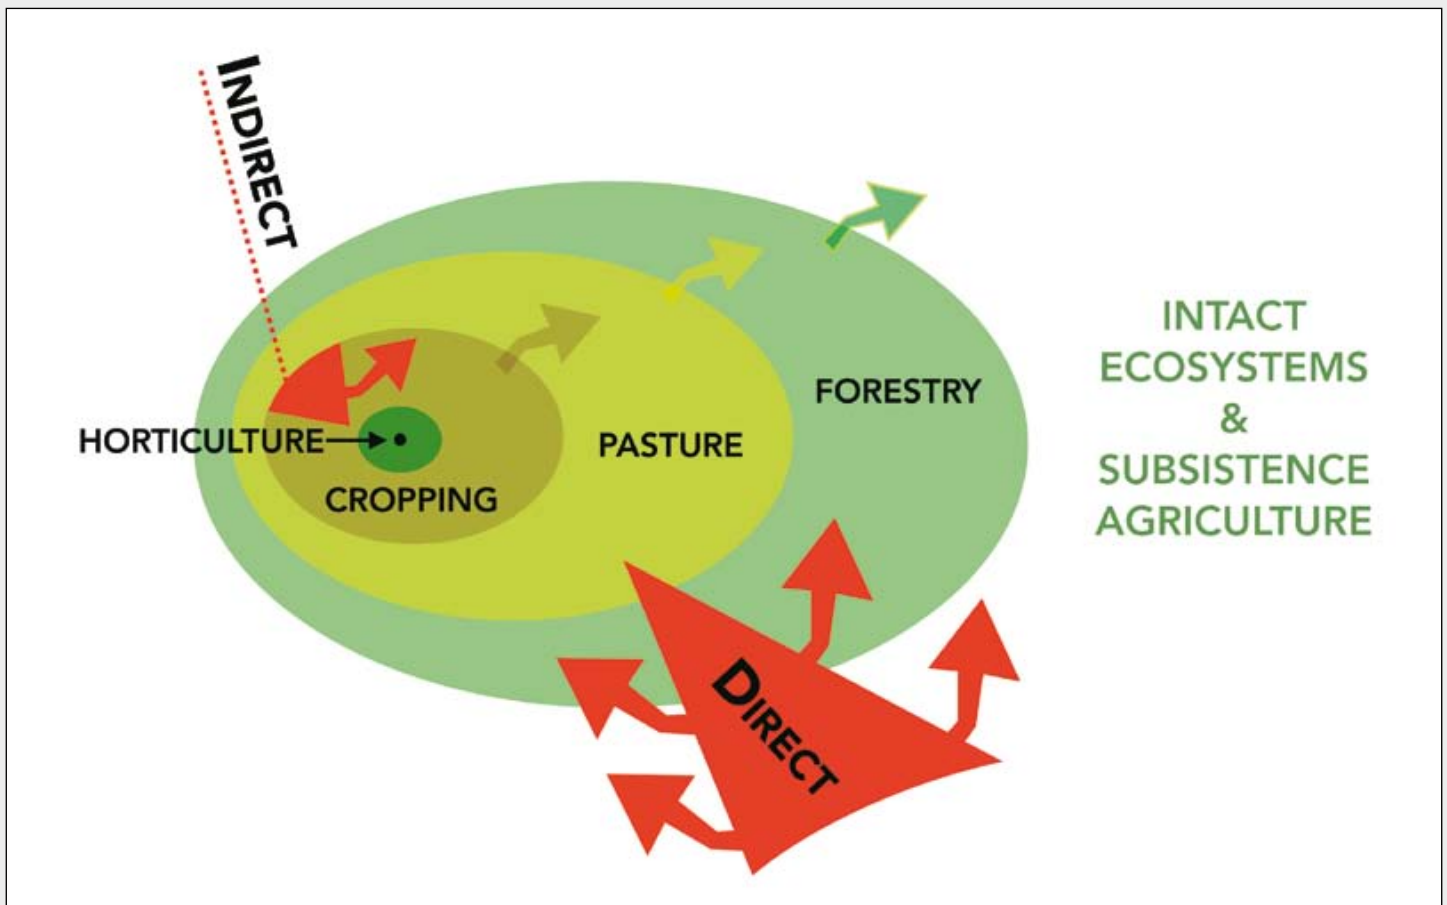 INDIRECT
FORESTRY
INTACT
ECOSYSTEMS
&
SUBSISTENCE
AGRICULTURE
HORTICULTURE
PASTURE
CROPPING
DIRECT